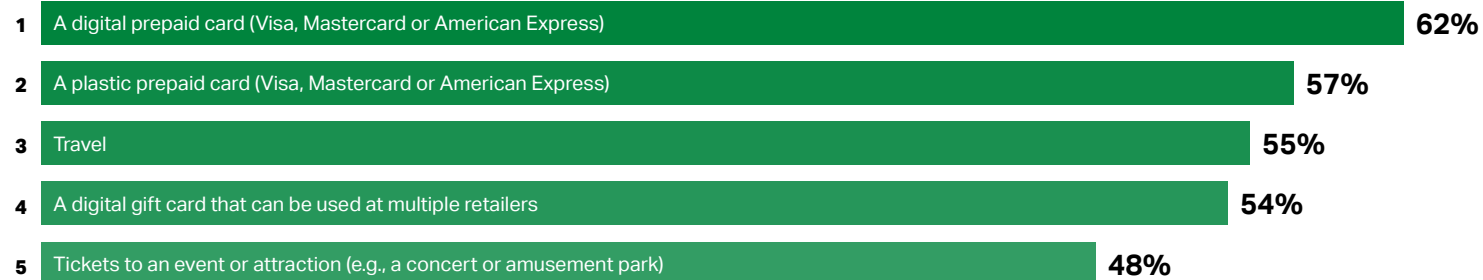 1 A digital prepaid card (Visa, Mastercard or American Express) 62%
2 A plastic prepaid card (Visa, Mastercard or American Express) 57%
3 Travel 55%
4 A digital gift card that can be used at multiple retailers 54%
5 Tickets to an event or attraction (e.g., a concert or amusement park) 48%